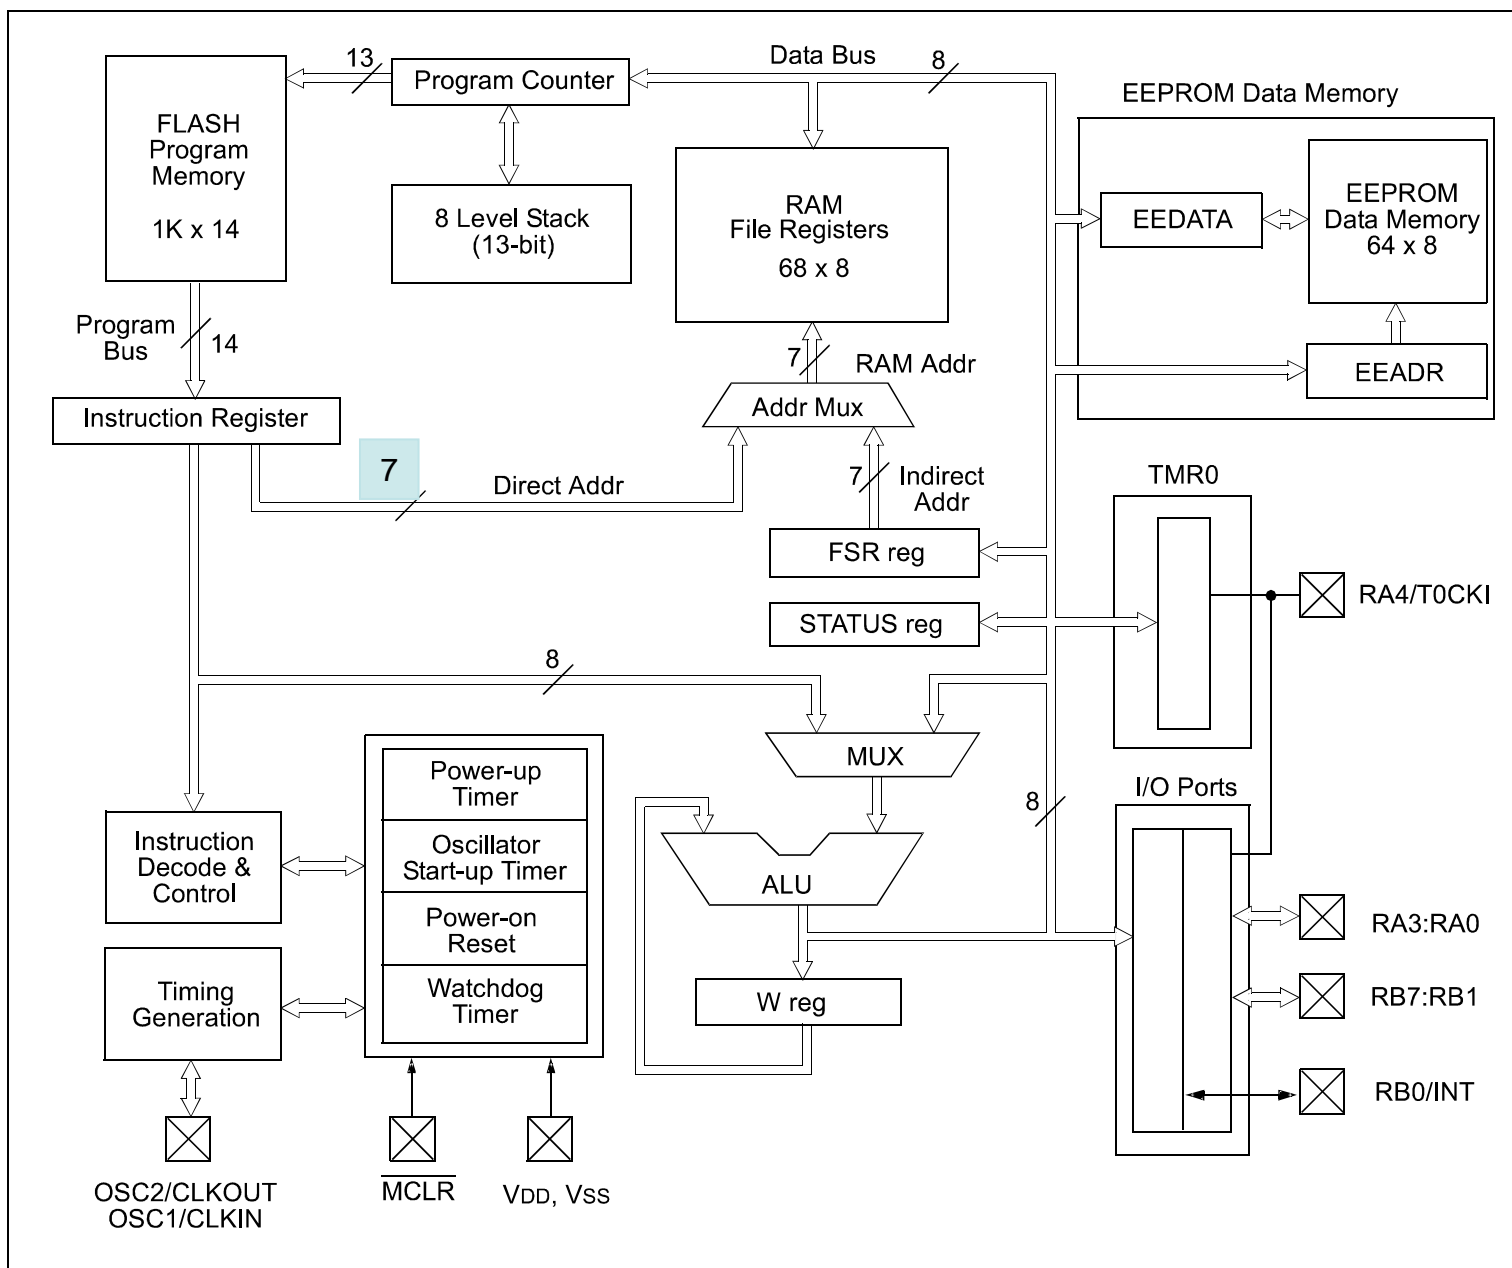 13
Program Counter
Data Bus
8
EEPROM Data Memory
FLASH
Program
Memory
1K x 14
8 Level Stack
(13-bit)
RAM
File Registers
68 x 8
EEDATA
EEPROM
Data Memory
64 x 8
EEADR
Program
Bus
14
7
RAM Addr
Addr Mux
Instruction Register
7
Direct Addr
7
Indirect
Addr
FSR reg
STATUS reg
TMR0
RA4/T0CKI
8
MUX
8
I/O Ports
Power-up
Timer
Oscillator
Start-up Timer
Power-on
Reset
Watchdog
Timer
Instruction
Decode &
Control
Timing
Generation
ALU
W reg
RA3:RA0
RB7:RB1
RB0/INT
OSC2/CLKOUT
OSC1/CLKIN
MCLR
VDD, VSS